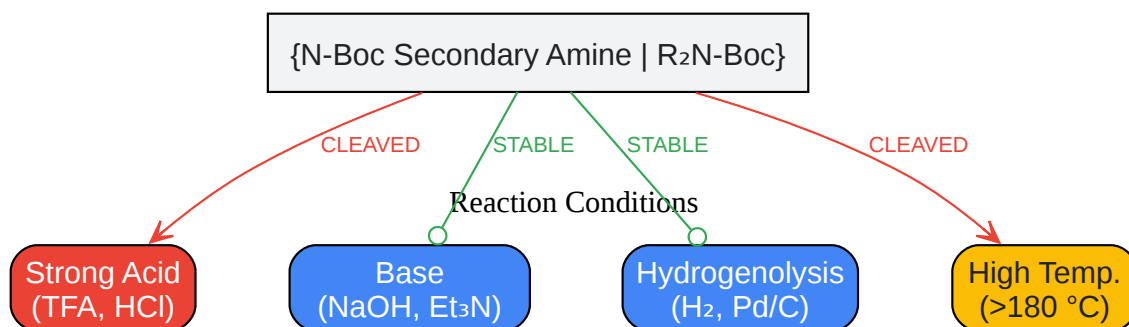 {N-Boc Secondary Amine | R₂N-Boc}
CLEAVED
STABLE
STABLE
CLEAVED
Reaction Conditions
Strong Acid
(TFA, HCl)
Base
(NaOH, Et₃N)
Hydrogenolysis
(H₂, Pd/C)
High Temp.
(>180 °C)